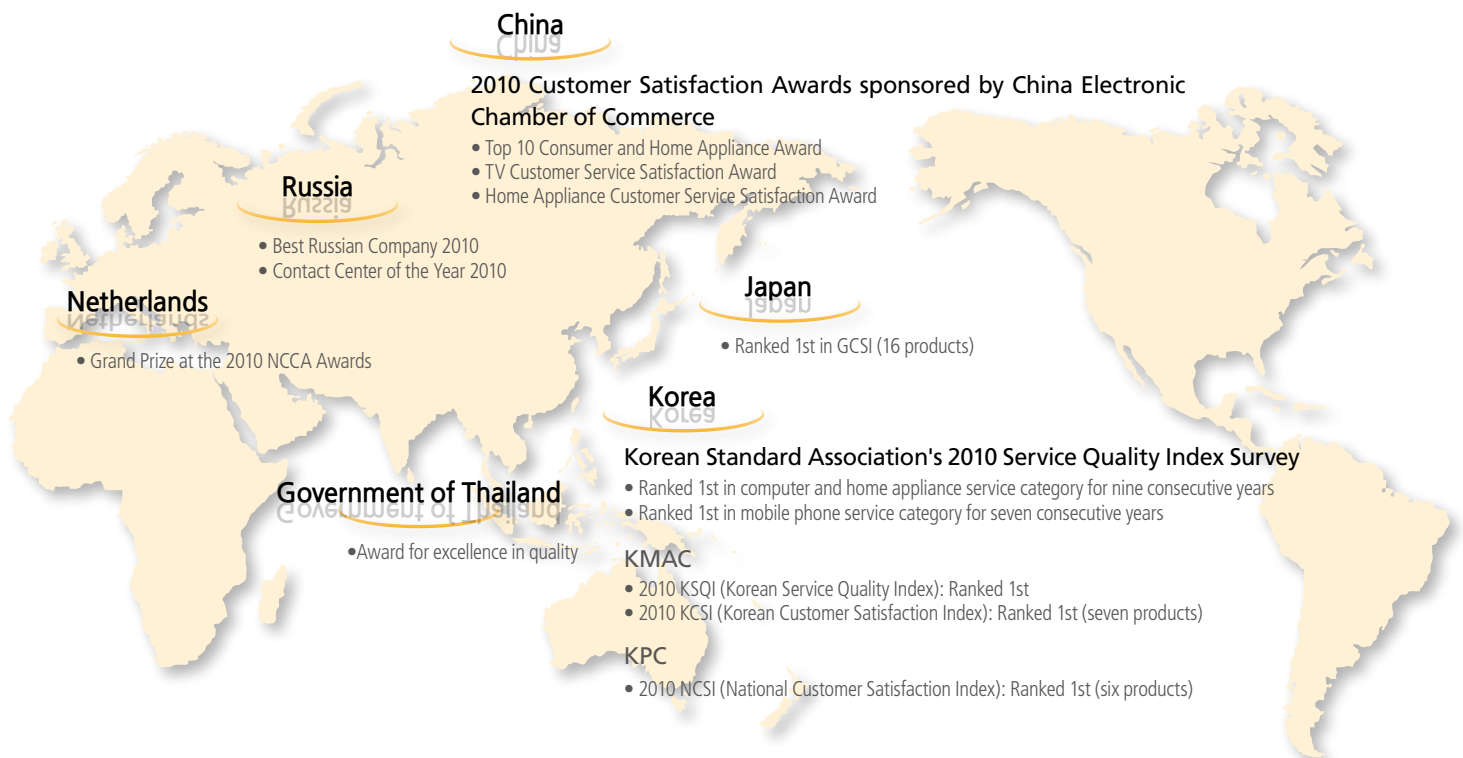 China
2010 Customer Satisfaction Awards sponsored by China Electronic
Chamber of Commerce
• Top 10 Consumer and Home Appliance Award
• TV Customer Service Satisfaction Award
• Home Appliance Customer Service Satisfaction Award
Russia
• Best Russian Company 2010
• Contact Center of the Year 2010
Netherlands
• Grand Prize at the 2010 NCCA Awards
Japan
• Ranked 1st in GCSI (16 products)
Korea
Korean Standard Association's 2010 Service Quality Index Survey
• Ranked 1st in computer and home appliance service category for nine consecutive years
• Ranked 1st in mobile phone service category for seven consecutive years
KMAC
• 2010 KSQI (Korean Service Quality Index): Ranked 1st
• 2010 KCSI (Korean Customer Satisfaction Index): Ranked 1st (seven products)
KPC
• 2010 NCSI (National Customer Satisfaction Index): Ranked 1st (six products)
Government of Thailand
•Award for excellence in quality